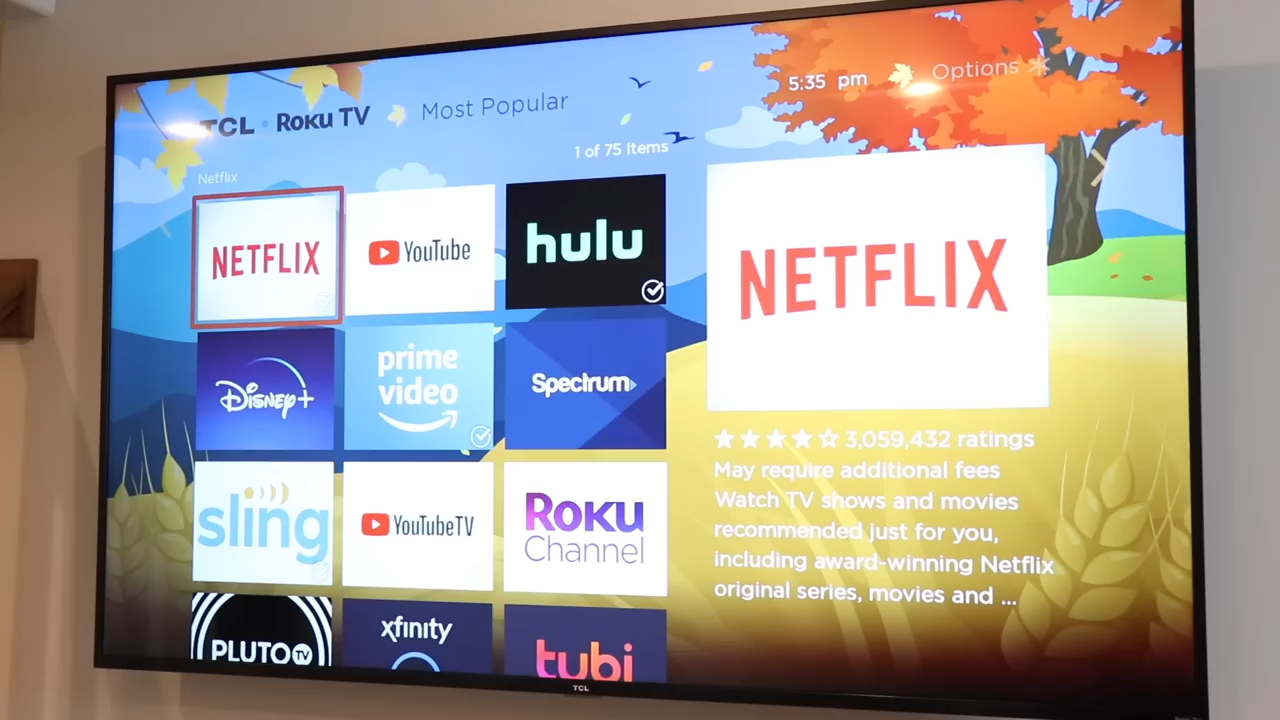 TCL • Roku TV
Most Popular
5:35 pm
Options
1 of 75 Items
Netflix
NETFLIX
YouTube
hulu
NETFLIX
Disney+
prime video
Spectrum
sling
YouTubeTV
Roku Channel
3,059,432 ratings
May require additional fees
Watch TV shows and movies
recommended just for you,
including award-winning Netflix
original series, movies and ...
PLUTO TV
xfinity
tubi
TCL